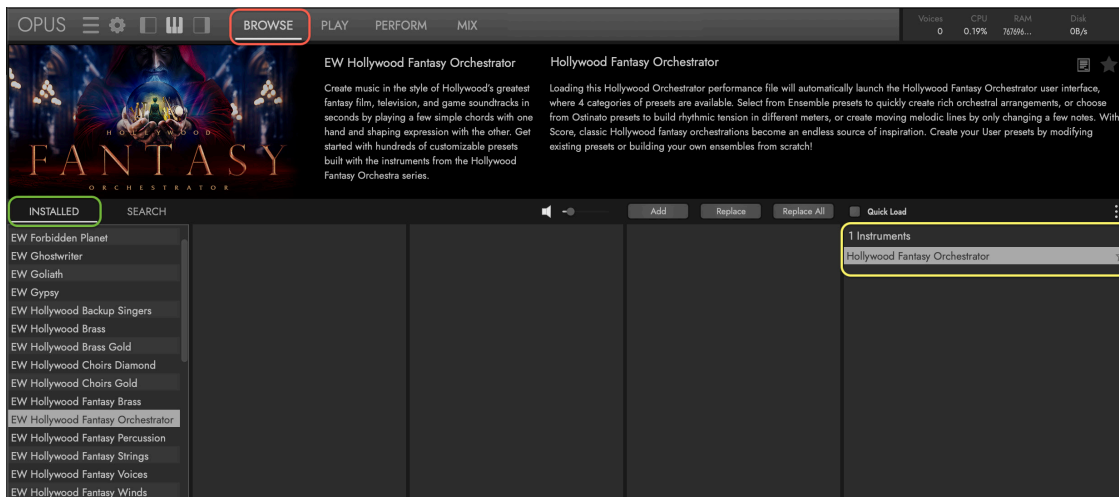 OPUS
BROWSE
PLAY
PERFORM
MIX
Voices
0
CPU
0.19%
RAM
767696...
Disk
0B/s
HOLLYWOOD
FANTASY
ORCHESTRATOR
EW Hollywood Fantasy Orchestrator
Create music in the style of Hollywood's greatest
fantasy film, television, and game soundtracks in
seconds by playing a few simple chords with one
hand and shaping expression with the other. Get
started with hundreds of customizable presets
built with the instruments from the Hollywood
Fantasy Orchestra series.
Hollywood Fantasy Orchestrator
Loading this Hollywood Orchestrator performance file will automatically launch the Hollywood Fantasy Orchestrator user interface,
where 4 categories of presets are available. Select from Ensemble presets to quickly create rich orchestral arrangements, or choose
from Ostinato presets to build rhythmic tension in different meters, or create moving melodic lines by only changing a few notes. With
Score, classic Hollywood fantasy orchestrations become an endless source of inspiration. Create your User presets by modifying
existing presets or building your own ensembles from scratch!
INSTALLED
SEARCH
Add
Replace
Replace All
Quick Load
EW Forbidden Planet
EW Ghostwriter
EW Goliath
EW Gypsy
EW Hollywood Backup Singers
EW Hollywood Brass
EW Hollywood Brass Gold
EW Hollywood Choirs Diamond
EW Hollywood Choirs Gold
EW Hollywood Fantasy Brass
EW Hollywood Fantasy Orchestrator
EW Hollywood Fantasy Percussion
EW Hollywood Fantasy Strings
EW Hollywood Fantasy Voices
EW Hollywood Fantasy Winds
1 Instruments
Hollywood Fantasy Orchestrator